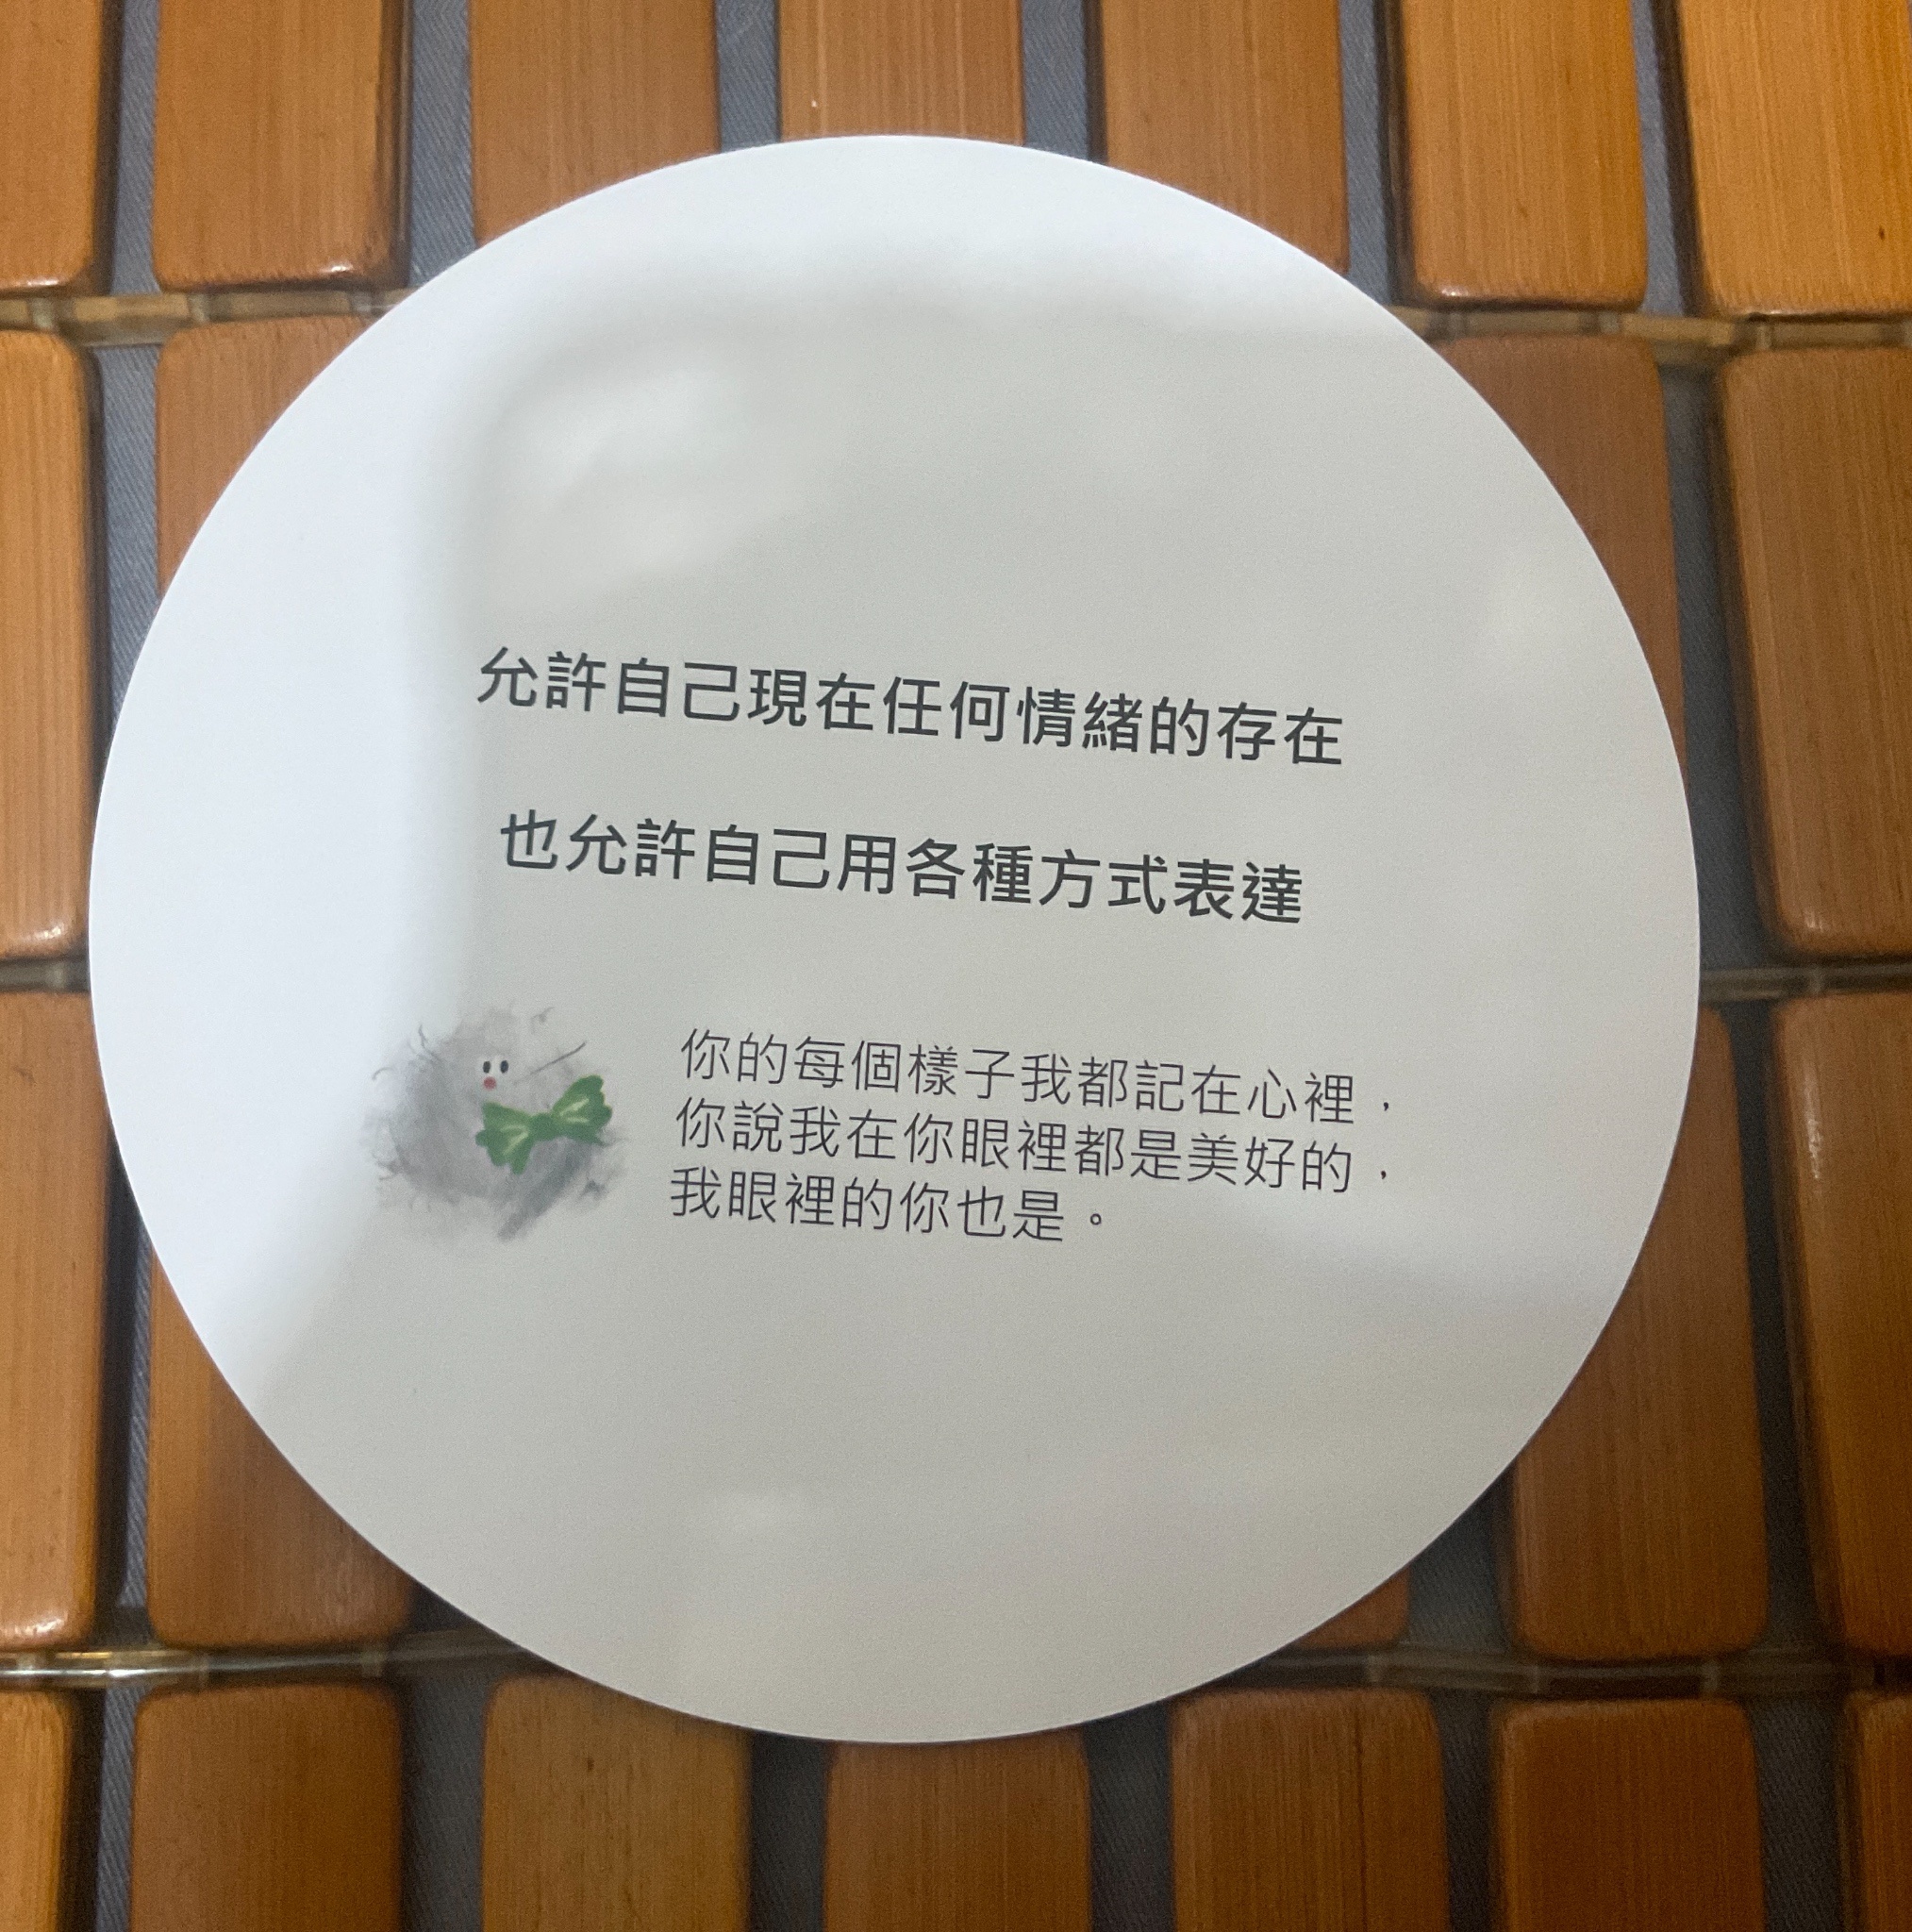 允許自己現在任何情緒的存在
也允許自己用各種方式表達
你的每個樣子我都記在心裡，
你說我在你眼裡都是美好的，
我眼裡的你也是。